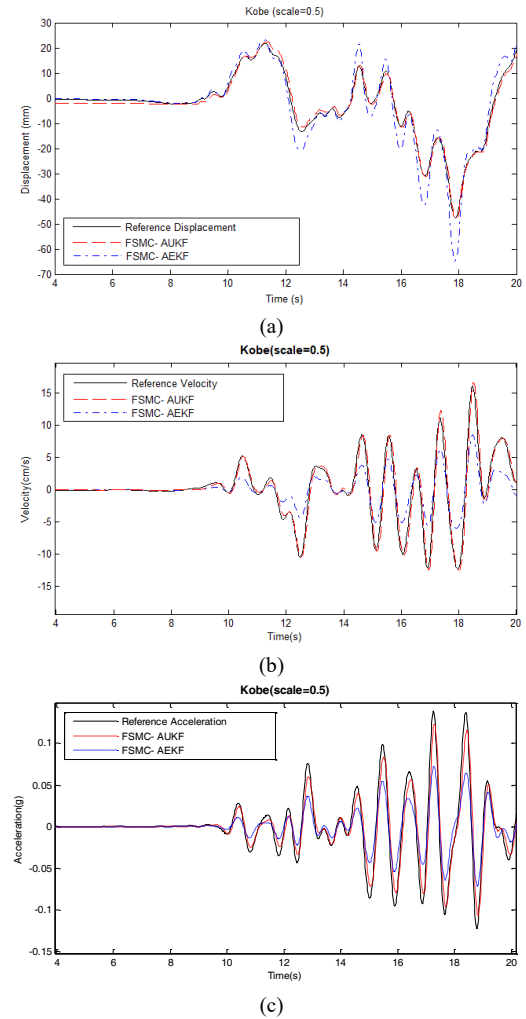 Kobe (scale=0.5)
30
20
10
0
-10
-20
-30
-40
-50
-60
-70
Displacement (mm)
Reference Displacement
FSMC- AUKF
FSMC- AEKF
4 6 8 10 12 14 16 18 20
Time (s)
(a)
Kobe(scale=0.5)
15
10
5
0
-5
-10
-15
Velocity(cm/s)
Reference Velocity
FSMC- AUKF
FSMC- AEKF
4 6 8 10 12 14 16 18 20
Time(s)
(b)
Kobe(scale=0.5)
0.1
0.05
0
-0.05
-0.1
-0.15
Acceleration(g)
Reference Acceleration
FSMC- AUKF
FSMC- AEKF
4 6 8 10 12 14 16 18 20
Time(s)
(c)